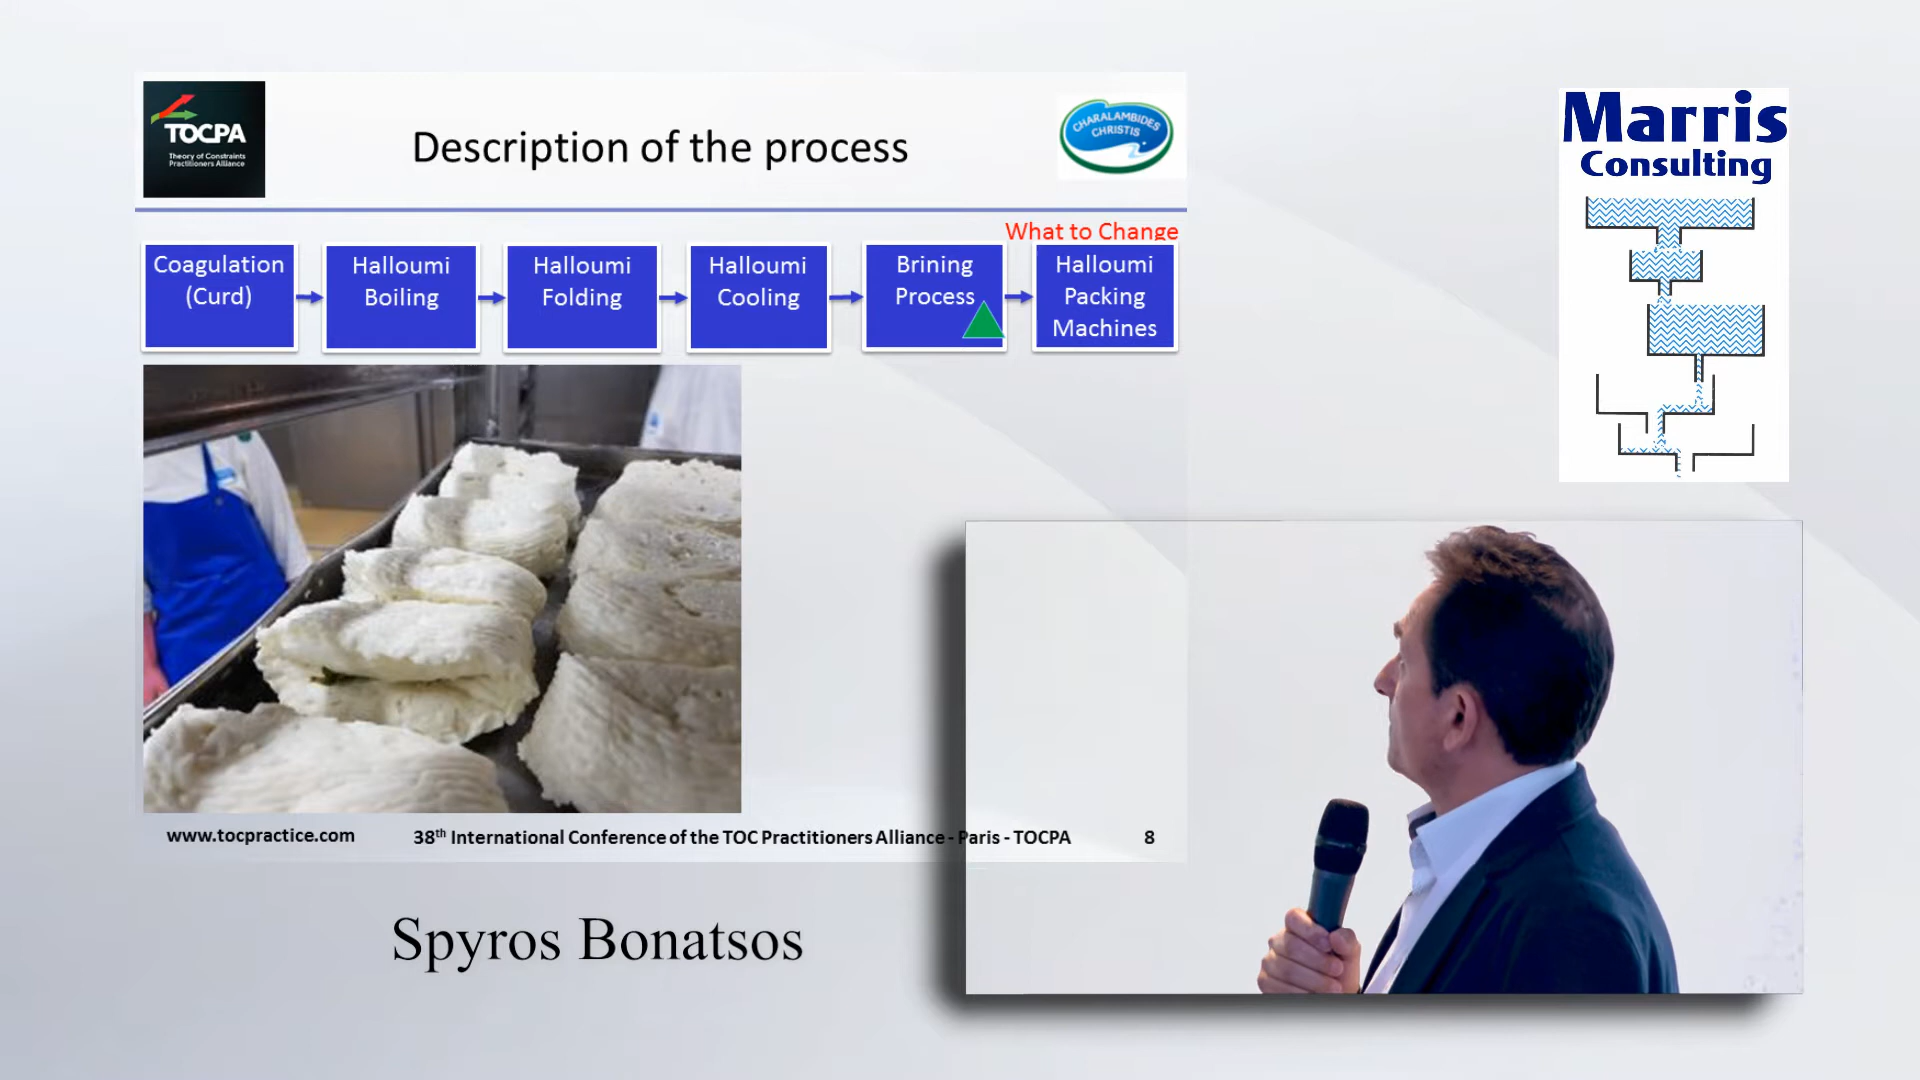 TOCPA
Theory of Constraints
Practitioners Alliance
Description of the process
CHARALAMBIDES
CHRISTIS
Marris
Consulting
What to Change
Coagulation
(Curd)
Halloumi
Boiling
Halloumi
Folding
Halloumi
Cooling
Brining
Process
Halloumi
Packing
Machines
www.tocpractice.com
38th International Conference of the TOC Practitioners Alliance - Paris - TOCPA
8
Spyros Bonatsos